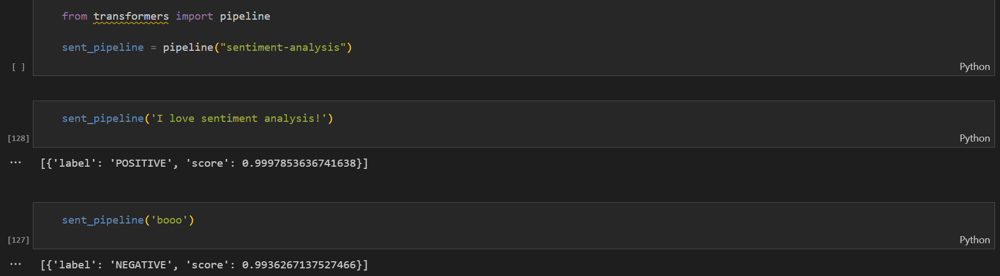 from transformers import pipeline
sent_pipeline = pipeline("sentiment-analysis")
[ ]
Python
sent_pipeline('I love sentiment analysis!')
[128]
Python
[{'label': 'POSITIVE', 'score': 0.9997853636741638}]
sent_pipeline('booo')
[127]
Python
[{'label': 'NEGATIVE', 'score': 0.9936267137527466}]